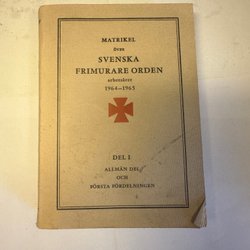 MATRIKEL
över
SVENSKA
FRIMURARE ORDEN
arbetsåret
1964–1965
DEL I
ALLMÄN DEL
OCH
FÖRSTA FÖRDELNINGEN